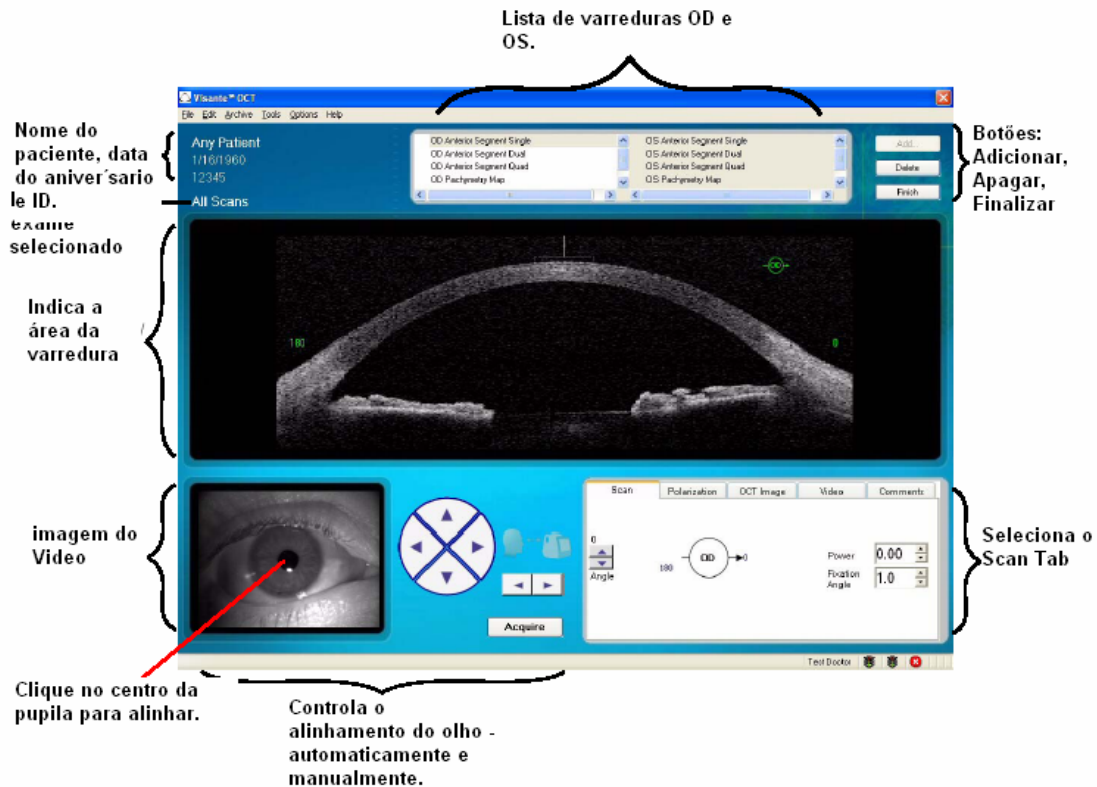 Lista de varreduras OD e
OS.
Visante™ OCT
File Edit Archive Tools Options Help
Nome do
paciente, data
do aniver´sario
le ID.
exame
selecionado
Any Patient
1/16/1960
12345
All Scans
OD Anterior Segment Single
OD Anterior Segment Dual
OD Anterior Segment Quad
OD Pachymetry Map
OS Anterior Segment Single
OS Anterior Segment Dual
OS Anterior Segment Quad
OS Pachymetry Map
Add...
Delete
Finish
Botões:
Adicionar,
Apagar,
Finalizar
Indica a
área da
varredura
OD
180
0
imagem do
Video
Acquire
Scan
Polarization
OCT Image
Video
Comments
0
Angle
180
OD
0
Power 0.00
Fixation
Angle 1.0
Seleciona o
Scan Tab
Test Doctor
Clique no centro da
pupila para alinhar.
Controla o
alinhamento do olho -
automaticamente e
manualmente.